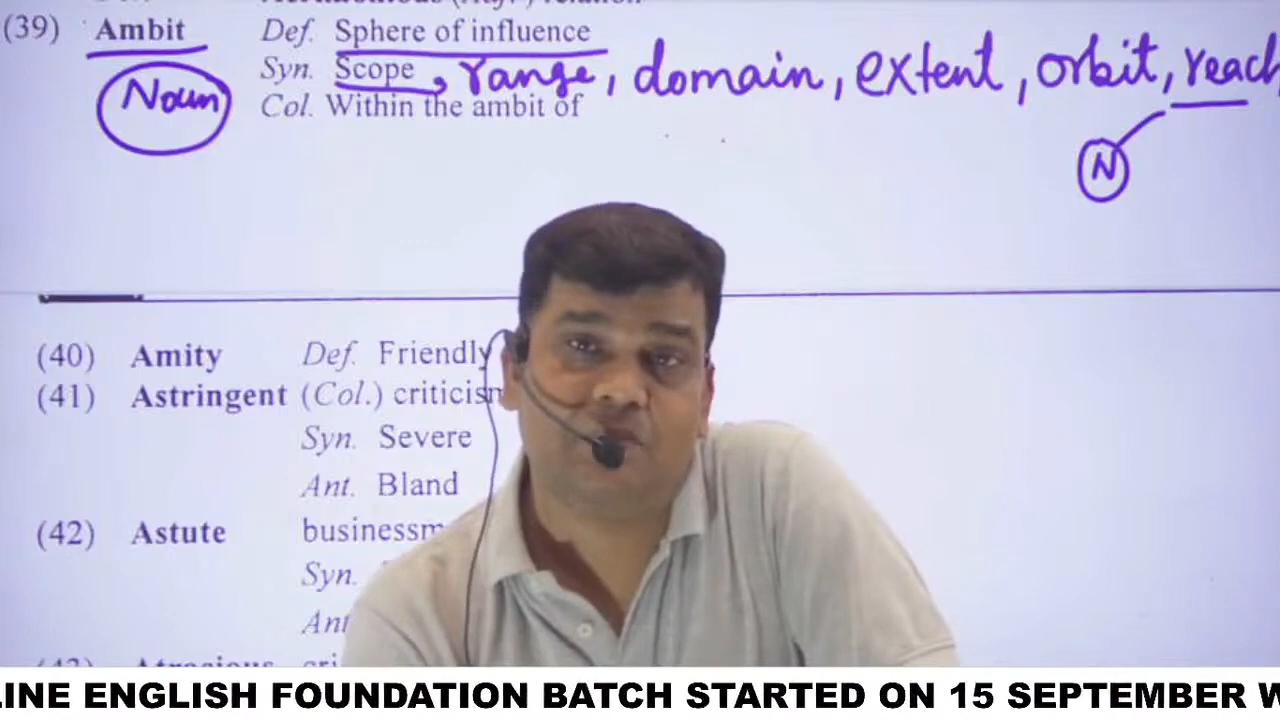 (39) Ambit Def. Sphere of influence
Noun Syn. Scope, range, domain, extent, orbit, reach,
Col. Within the ambit of
N
(40) Amity Def. Friendly
(41) Astringent (Col.) criticism
Syn. Severe
Ant. Bland
(42) Astute
Syn.
Ant
Atrocious
LINE ENGLISH FOUNDATION BATCH STARTED ON 15 SEPTEMBER W